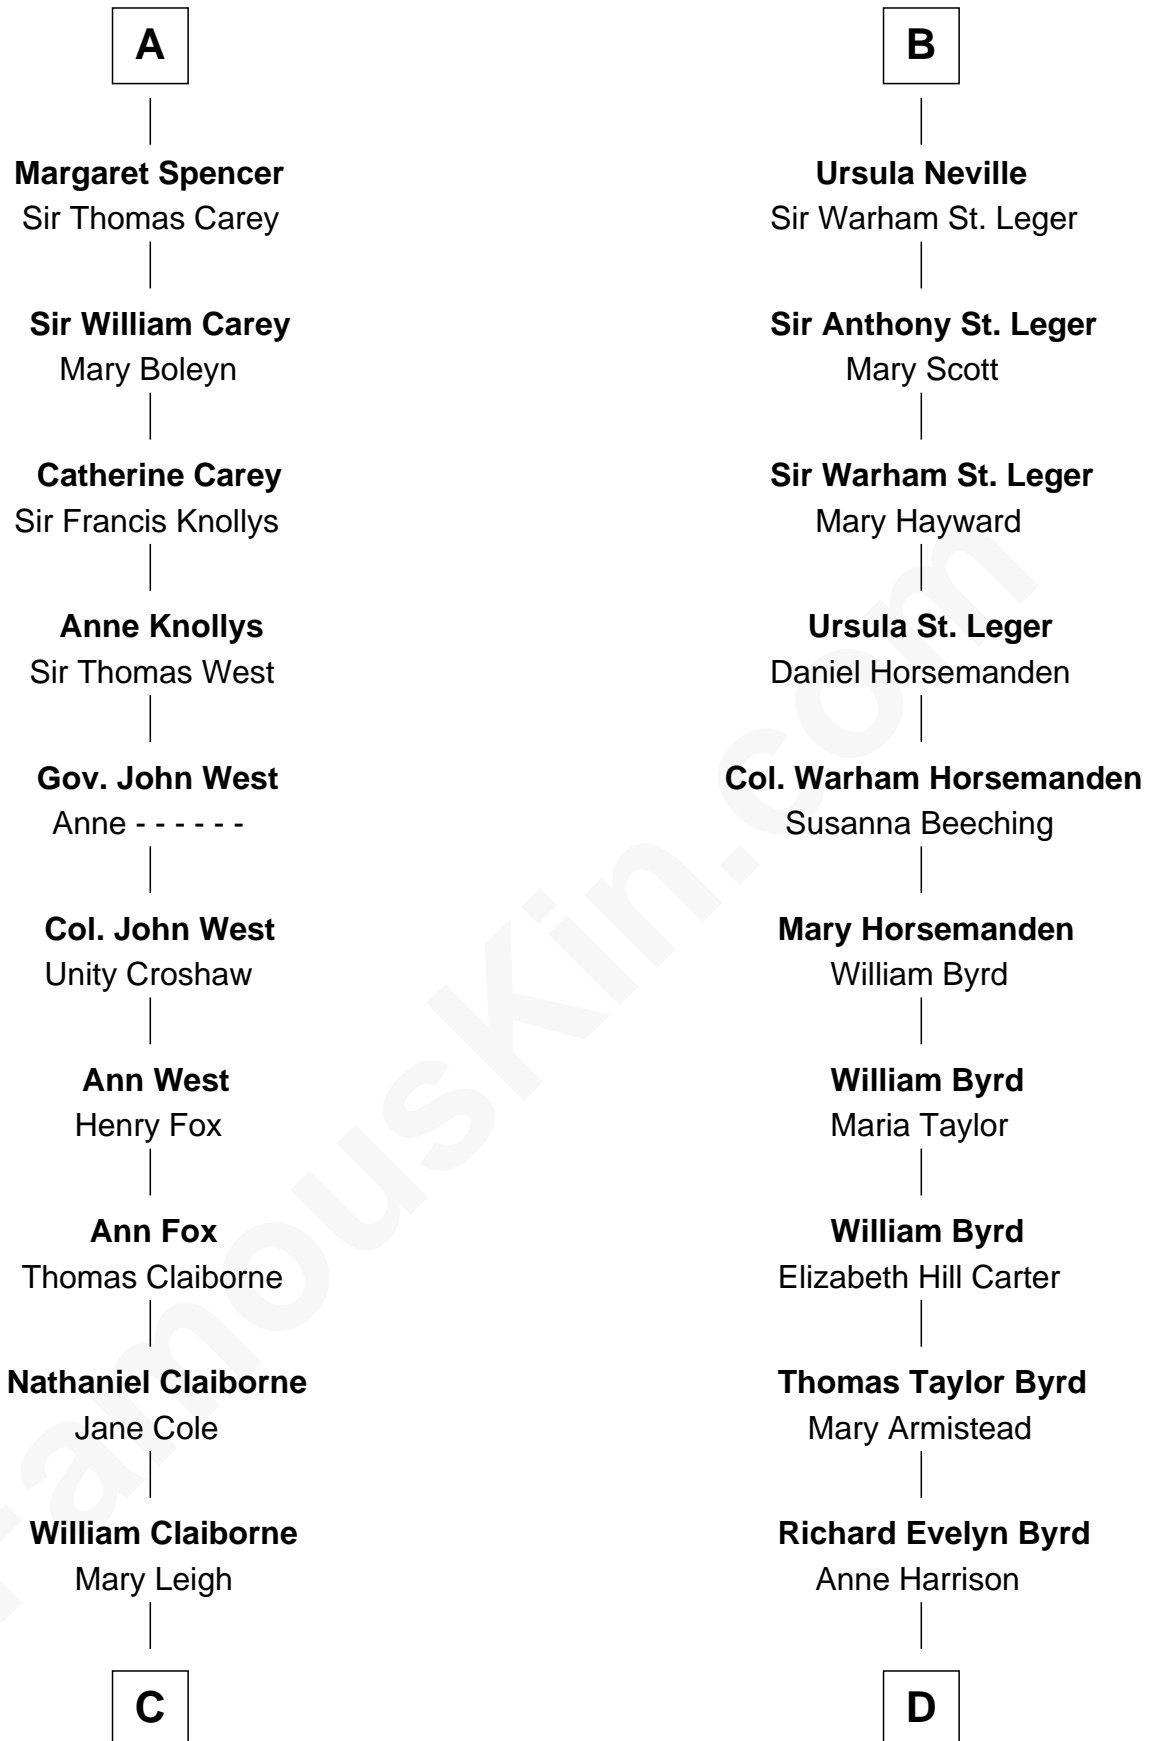 A
Margaret Spencer
Sir Thomas Carey
Sir William Carey
Mary Boleyn
Catherine Carey
Sir Francis Knollys
Anne Knollys
Sir Thomas West
Gov. John West
Anne - - - - - -
Col. John West
Unity Croshaw
Ann West
Henry Fox
Ann Fox
Thomas Claiborne
Nathaniel Claiborne
Jane Cole
William Claiborne
Mary Leigh
C
B
Ursula Neville
Sir Warham St. Leger
Sir Anthony St. Leger
Mary Scott
Sir Warham St. Leger
Mary Hayward
Ursula St. Leger
Daniel Horsemanden
Col. Warham Horsemanden
Susanna Beeching
Mary Horsemanden
William Byrd
William Byrd
Maria Taylor
William Byrd
Elizabeth Hill Carter
Thomas Taylor Byrd
Mary Armistead
Richard Evelyn Byrd
Anne Harrison
D
FamousKin.com